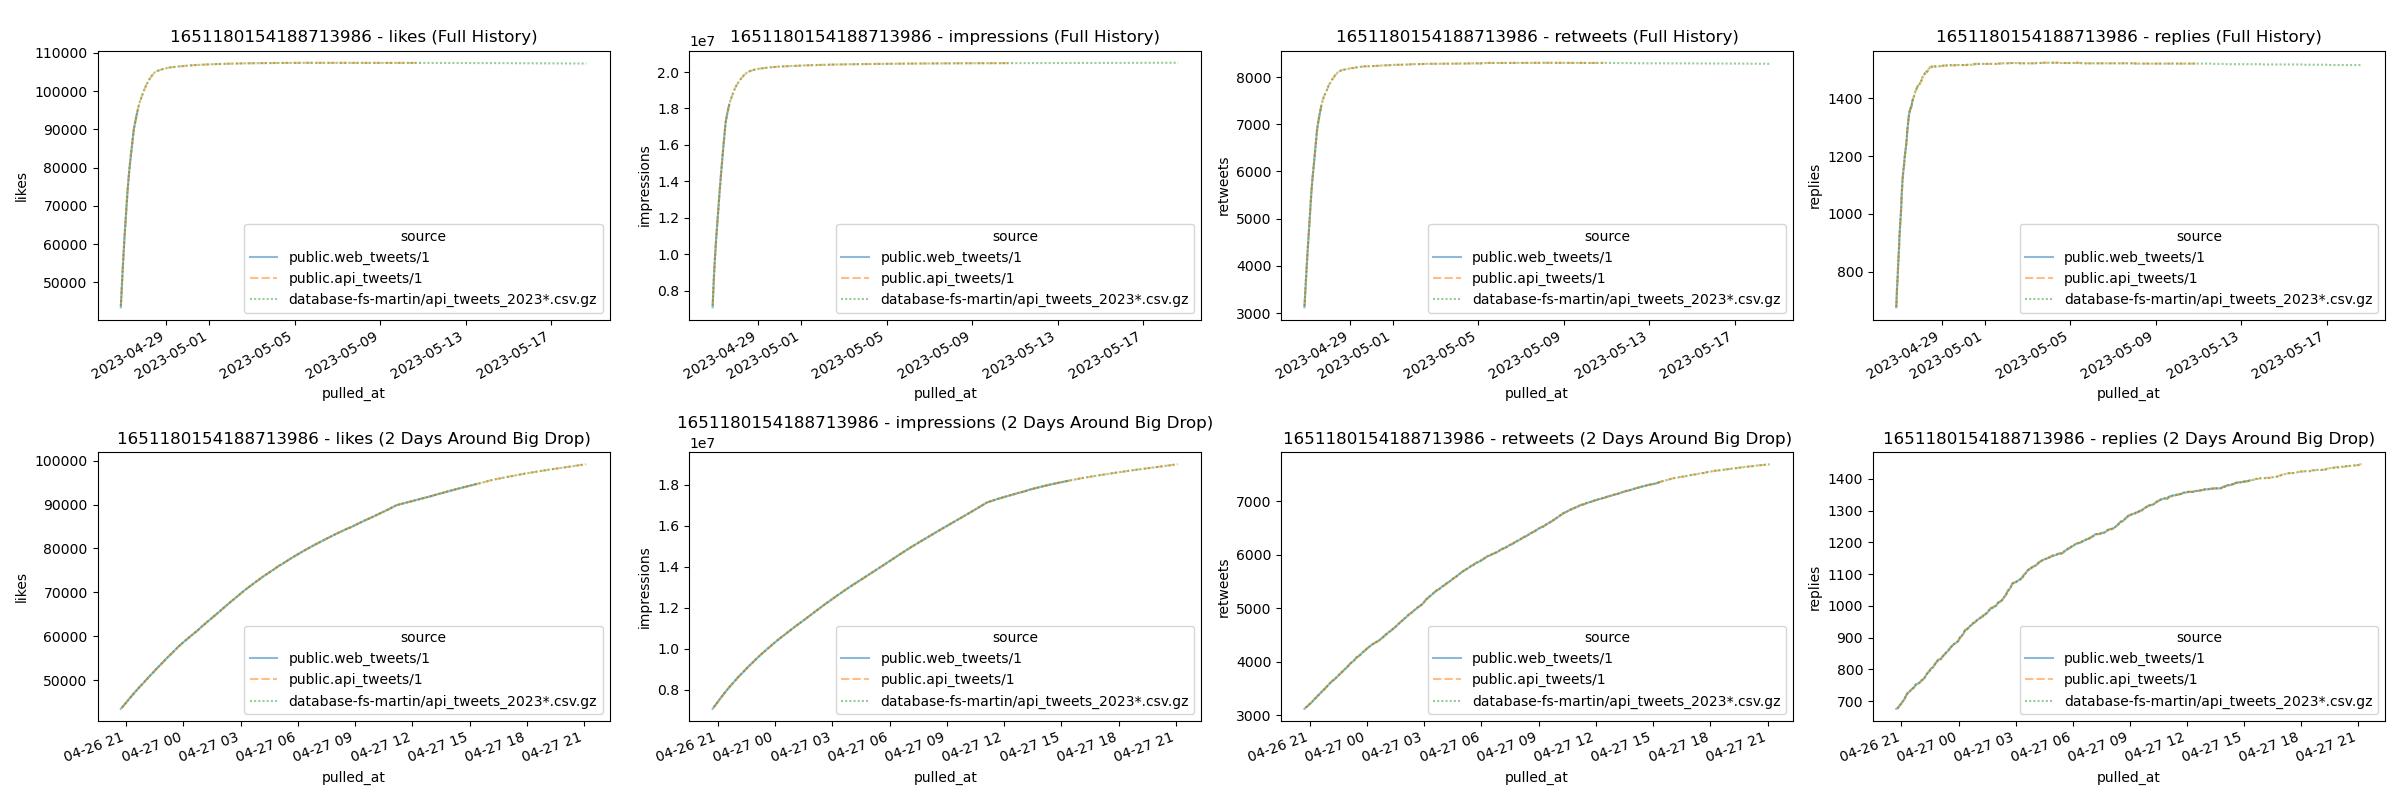 1651180154188713986 - likes (Full History)
110000
100000
90000
80000
70000
60000
50000
likes
source
public.web_tweets/1
public.api_tweets/1
database-fs-martin/api_tweets_2023*.csv.gz
2023-04-29
2023-05-01
2023-05-05
2023-05-09
2023-05-13
2023-05-17
pulled_at
1651180154188713986 - impressions (Full History)
1e7
2.0
1.8
1.6
1.4
1.2
1.0
0.8
impressions
source
public.web_tweets/1
public.api_tweets/1
database-fs-martin/api_tweets_2023*.csv.gz
2023-04-29
2023-05-01
2023-05-05
2023-05-09
2023-05-13
2023-05-17
pulled_at
1651180154188713986 - retweets (Full History)
8000
7000
6000
5000
4000
3000
retweets
source
public.web_tweets/1
public.api_tweets/1
database-fs-martin/api_tweets_2023*.csv.gz
2023-04-29
2023-05-01
2023-05-05
2023-05-09
2023-05-13
2023-05-17
pulled_at
1651180154188713986 - replies (Full History)
1400
1200
1000
800
replies
source
public.web_tweets/1
public.api_tweets/1
database-fs-martin/api_tweets_2023*.csv.gz
2023-04-29
2023-05-01
2023-05-05
2023-05-09
2023-05-13
2023-05-17
pulled_at
1651180154188713986 - likes (2 Days Around Big Drop)
100000
90000
80000
70000
60000
50000
likes
source
public.web_tweets/1
public.api_tweets/1
database-fs-martin/api_tweets_2023*.csv.gz
04-26 21
04-27 00
04-27 03
04-27 06
04-27 09
04-27 12
04-27 15
04-27 18
04-27 21
pulled_at
1651180154188713986 - impressions (2 Days Around Big Drop)
1e7
1.8
1.6
1.4
1.2
1.0
0.8
impressions
source
public.web_tweets/1
public.api_tweets/1
database-fs-martin/api_tweets_2023*.csv.gz
04-26 21
04-27 00
04-27 03
04-27 06
04-27 09
04-27 12
04-27 15
04-27 18
04-27 21
pulled_at
1651180154188713986 - retweets (2 Days Around Big Drop)
7000
6000
5000
4000
3000
retweets
source
public.web_tweets/1
public.api_tweets/1
database-fs-martin/api_tweets_2023*.csv.gz
04-26 21
04-27 00
04-27 03
04-27 06
04-27 09
04-27 12
04-27 15
04-27 18
04-27 21
pulled_at
1651180154188713986 - replies (2 Days Around Big Drop)
1400
1300
1200
1100
1000
900
800
700
replies
source
public.web_tweets/1
public.api_tweets/1
database-fs-martin/api_tweets_2023*.csv.gz
04-26 21
04-27 00
04-27 03
04-27 06
04-27 09
04-27 12
04-27 15
04-27 18
04-27 21
pulled_at